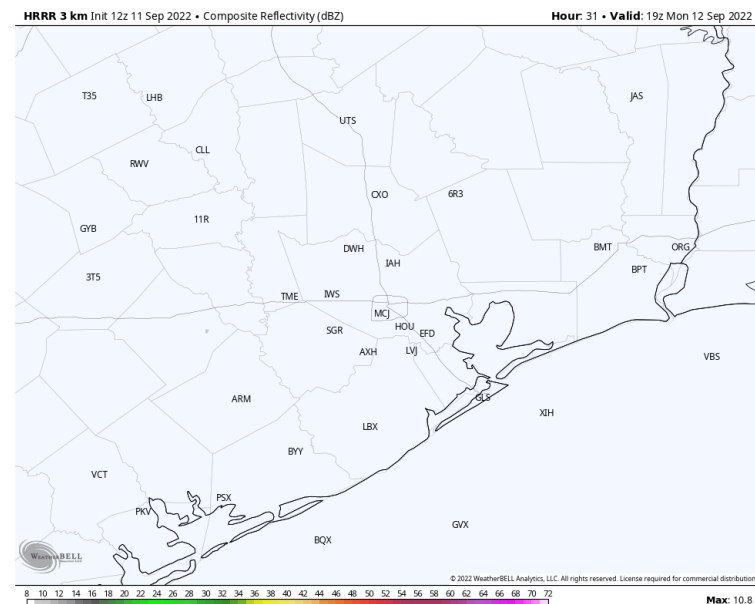 HRRR 3 km Init 12z 11 Sep 2022 • Composite Reflectivity (dBZ)
Hour: 31 • Valid: 19z Mon 12 Sep 2022
T35
LHB
JAS
UTS
CLL
RWV
CXO
6R3
11R
GYB
DWH
BMT
ORG
IAH
BPT
3T5
TME
IWS
MCJ
SGR
HOU
EFD
AXH
LVJ
VBS
ARM
GLS
XIH
LBX
BYY
VCT
PSX
PKV
GVX
BQX
WEATHERBELL
© 2022 WeatherBELL Analytics, LLC. All rights reserved. License required for commercial distribution
8 10 12 14 16 18 20 22 24 26 28 30 32 34 36 38 40 42 44 46 48 50 52 54 56 58 60 62 64 66 68 70 72
Max: 10.8